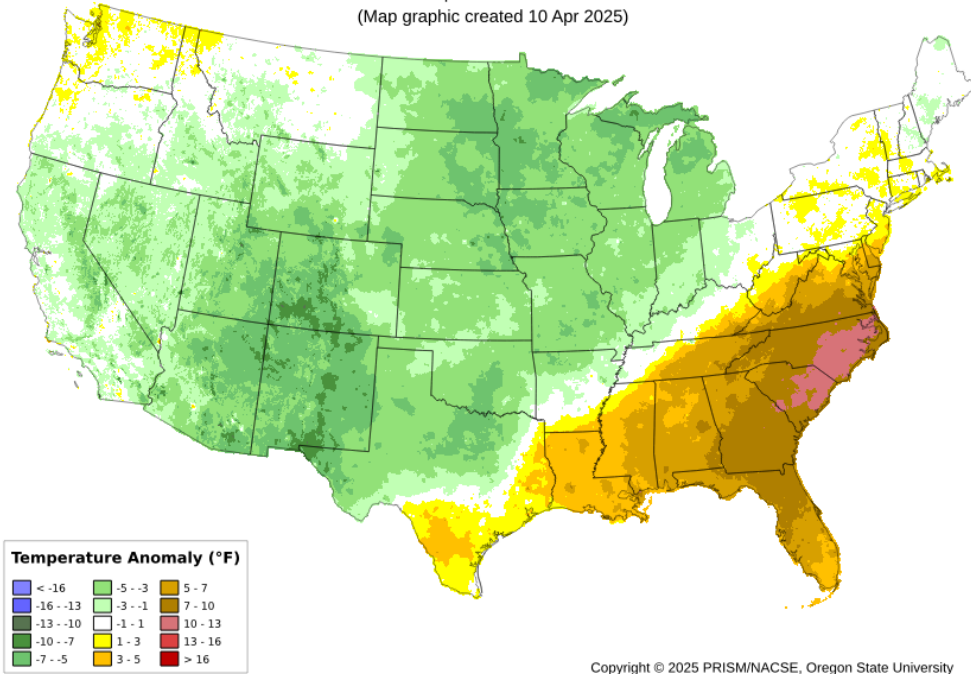 (Map graphic created 10 Apr 2025)
Temperature Anomaly (°F)
< -16
-16 - -13
-13 - -10
-10 - -7
-7 - -5
-5 - -3
-3 - -1
-1 - 1
1 - 3
3 - 5
5 - 7
7 - 10
10 - 13
13 - 16
> 16
Copyright © 2025 PRISM/NACSE, Oregon State University